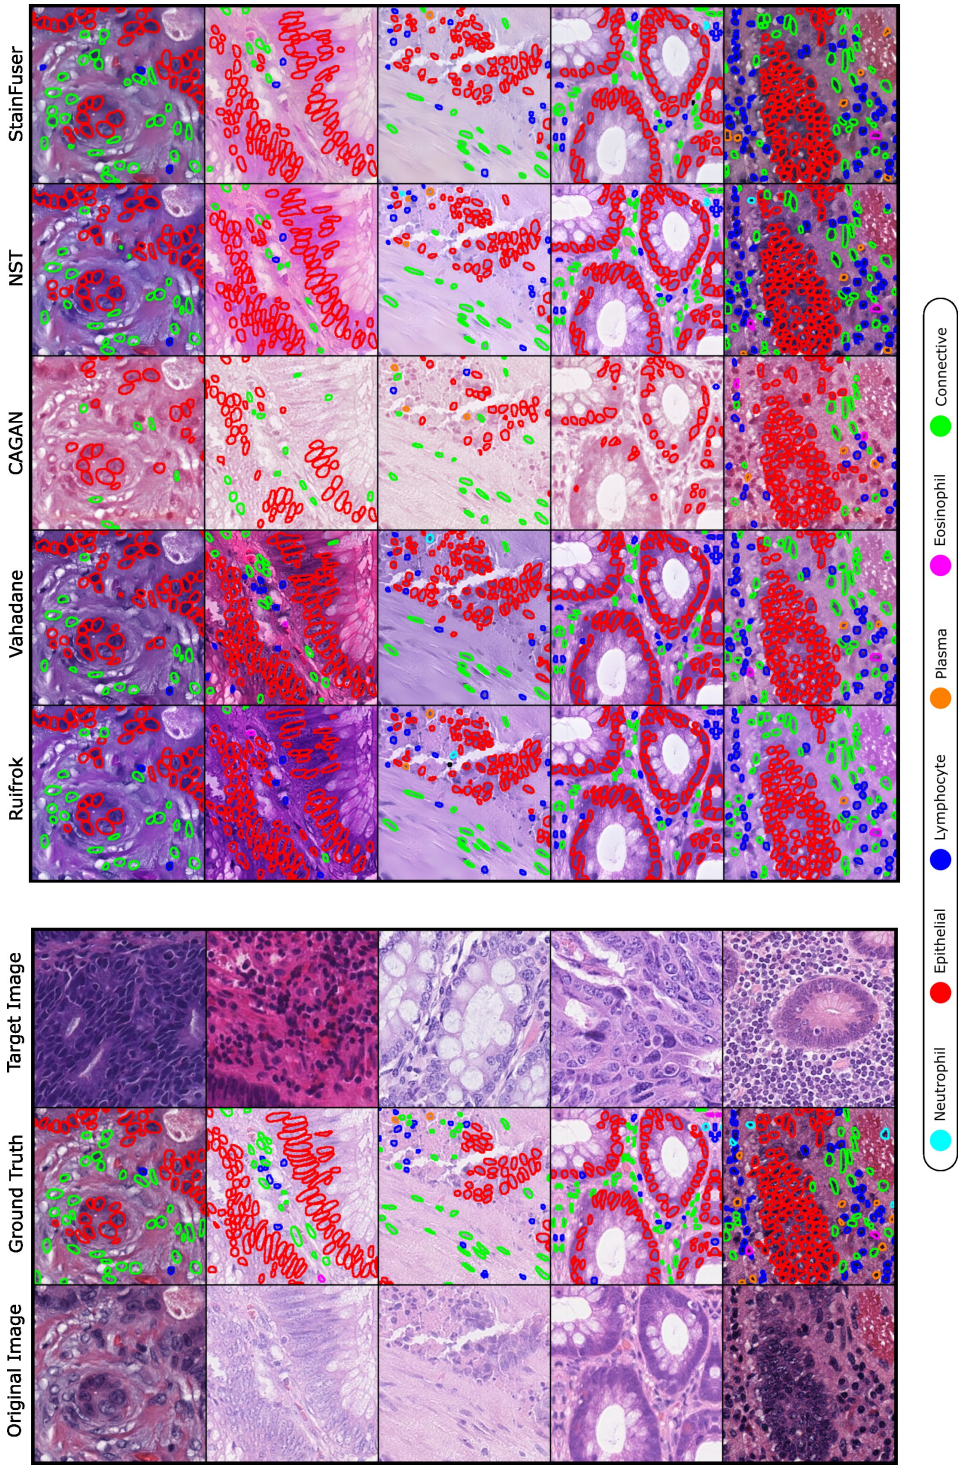 Original Image
Ground Truth
Target Image
Ruifrok
Vahadane
CAGAN
NST
StainFuser
Neutrophil
Epithelial
Lymphocyte
Plasma
Eosinophil
Connective